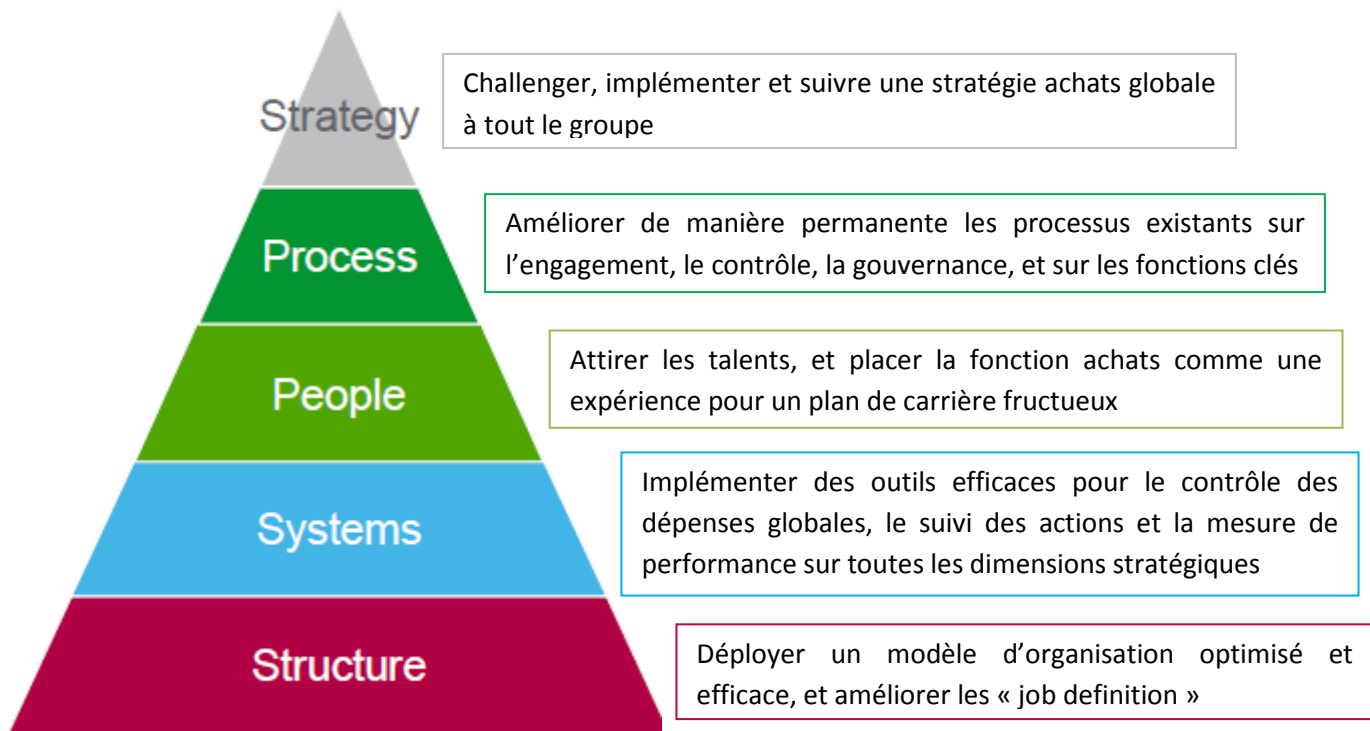 Strategy
Challenger, implémenter et suivre une stratégie achats globale
à tout le groupe
Process
Améliorer de manière permanente les processus existants sur
l’engagement, le contrôle, la gouvernance, et sur les fonctions clés
People
Attirer les talents, et placer la fonction achats comme une
expérience pour un plan de carrière fructueux
Systems
Implémenter des outils efficaces pour le contrôle des
dépenses globales, le suivi des actions et la mesure de
performance sur toutes les dimensions stratégiques
Structure
Déployer un modèle d’organisation optimisé et
efficace, et améliorer les « job definition »